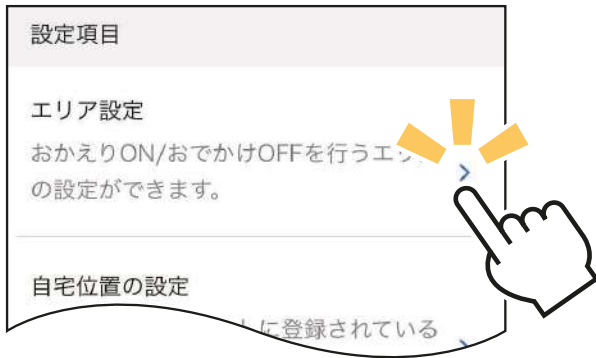 設定項目
エリア設定
おかえりON/おでかけOFFを行うエリ
の設定ができます。
自宅位置の設定
トに登録されている